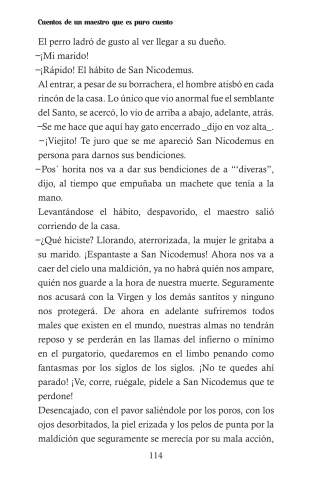 Cuentos de un maestro que es puro cuento
El perro ladró de gusto al ver llegar a su dueño.
–¡Mi marido!
–¡Rápido! El hábito de San Nicodemus.
Al entrar, a pesar de su borrachera, el hombre atisbó en cada
rincón de la casa. Lo único que vio anormal fue el semblante
del Santo, se acercó, lo vio de arriba a abajo, adelante, atrás.
–Se me hace que aquí hay gato encerrado _dijo en voz alta_.
–¡Viejito! Te juro que se me apareció San Nicodemus en
persona para darnos sus bendiciones.
–Pos´ horita nos va a dar sus bendiciones de a “‘diveras”,
dijo, al tiempo que empuñaba un machete que tenía a la
mano.
Levantándose el hábito, despavorido, el maestro salió
corriendo de la casa.
–¿Qué hiciste? Llorando, aterrorizada, la mujer le gritaba a
su marido. ¡Espantaste a San Nicodemus! Ahora nos va a
caer del cielo una maldición, ya no habrá quién nos ampare,
quién nos guarde a la hora de nuestra muerte. Seguramente
nos acusará con la Virgen y los demás santitos y ninguno
nos protegerá. De ahora en adelante sufriremos todos
males que existen en el mundo, nuestras almas no tendrán
reposo y se perderán en las llamas del infierno o mínimo
en el purgatorio, quedaremos en el limbo penando como
fantasmas por los siglos de los siglos. ¡No te quedes ahí
parado! ¡Ve, corre, ruégale, pídele a San Nicodemus que te
perdone!
Desencajado, con el pavor saliéndole por los poros, con los
ojos desorbitados, la piel erizada y los pelos de punta por la
maldición que seguramente se merecía por su mala acción,
114